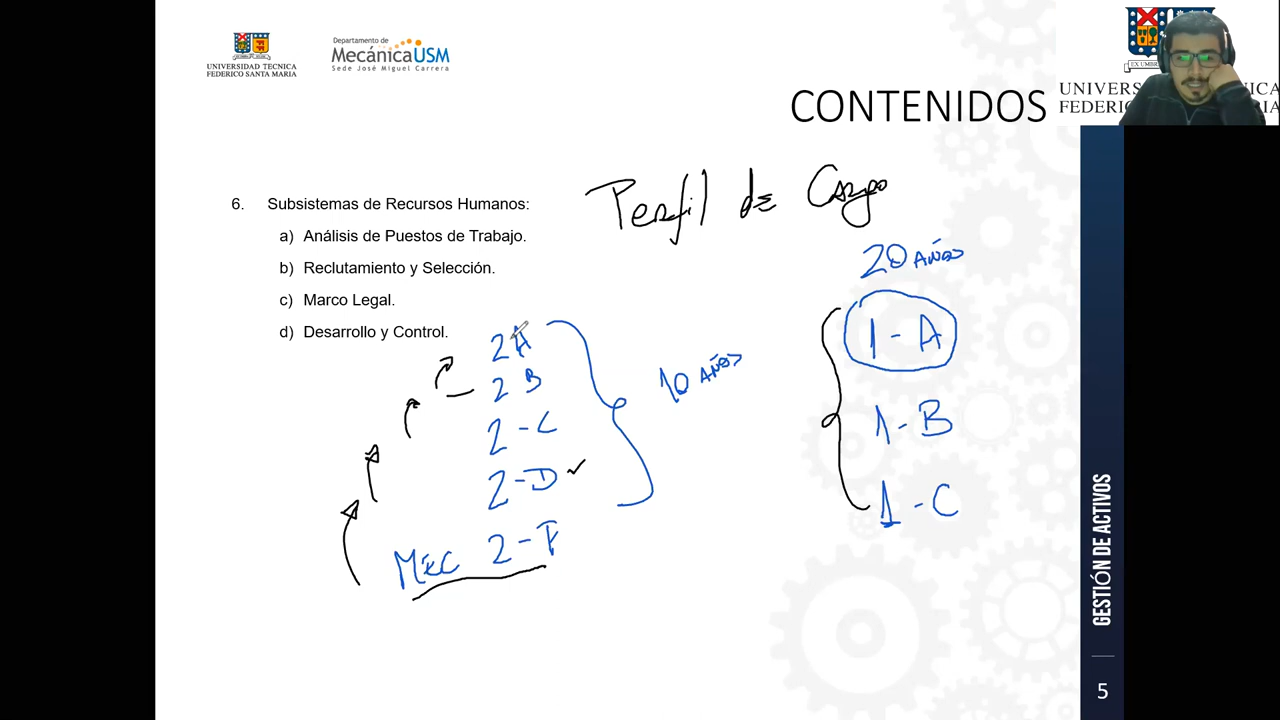 UNIVERSIDAD TECNICA
FEDERICO SANTA MARIA
Departamento de
MecánicaUSM
Sede José Miguel Carrera
CONTENIDOS
FEDERICO
6. Subsistemas de Recursos Humanos:
a) Análisis de Puestos de Trabajo.
b) Reclutamiento y Selección.
c) Marco Legal.
d) Desarrollo y Control.
Perfil de Cargo
20 AÑOS
1 - A
1 - B
1 - C
2 A
2 B
2 - C
2 - D ✓
MEC 2 - F
10 AÑOS
GESTIÓN DE ACTIVOS
5